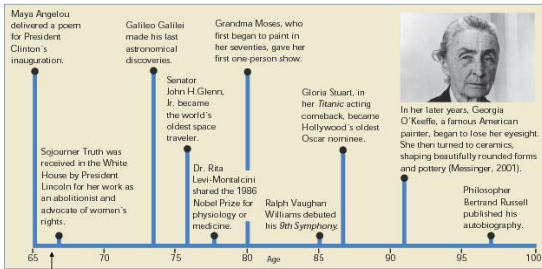 Maya Angelou
delivered a poem
for President
Clinton's
inauguration.
Galileo Galilei
made his last
astronomical
discoveries.
Grandma Moses, who
first began to paint in
her seventies, gave her
first one-person show.
Senator
John H.Glenn,
Jr. became
the world's
oldest space
traveler.
Gloria Stuart, in
her Titanic acting
comeback, became
Hollywood's oldest
Oscar nominee.
In her later years, Georgia
O'Keeffe, a famous American
painter, began to lose her eyesight.
She then turned to ceramics,
shaping beautifully rounded forms
and pottery (Messinger, 2001).
Sojourner Truth was
received in the White
House by President
Lincoln for her work as
an abolitionist and
advocate of women's
rights.
Dr. Rita
Levi-Montalcini
shared the 1986
Nobel Prize for
physiology or
medicine.
Ralph Vaughan
Williams debuted
his 9th Symphony.
Philosopher
Bertrand Russell
published his
autobiography.
65 70 75 80 Age 85 90 95 100